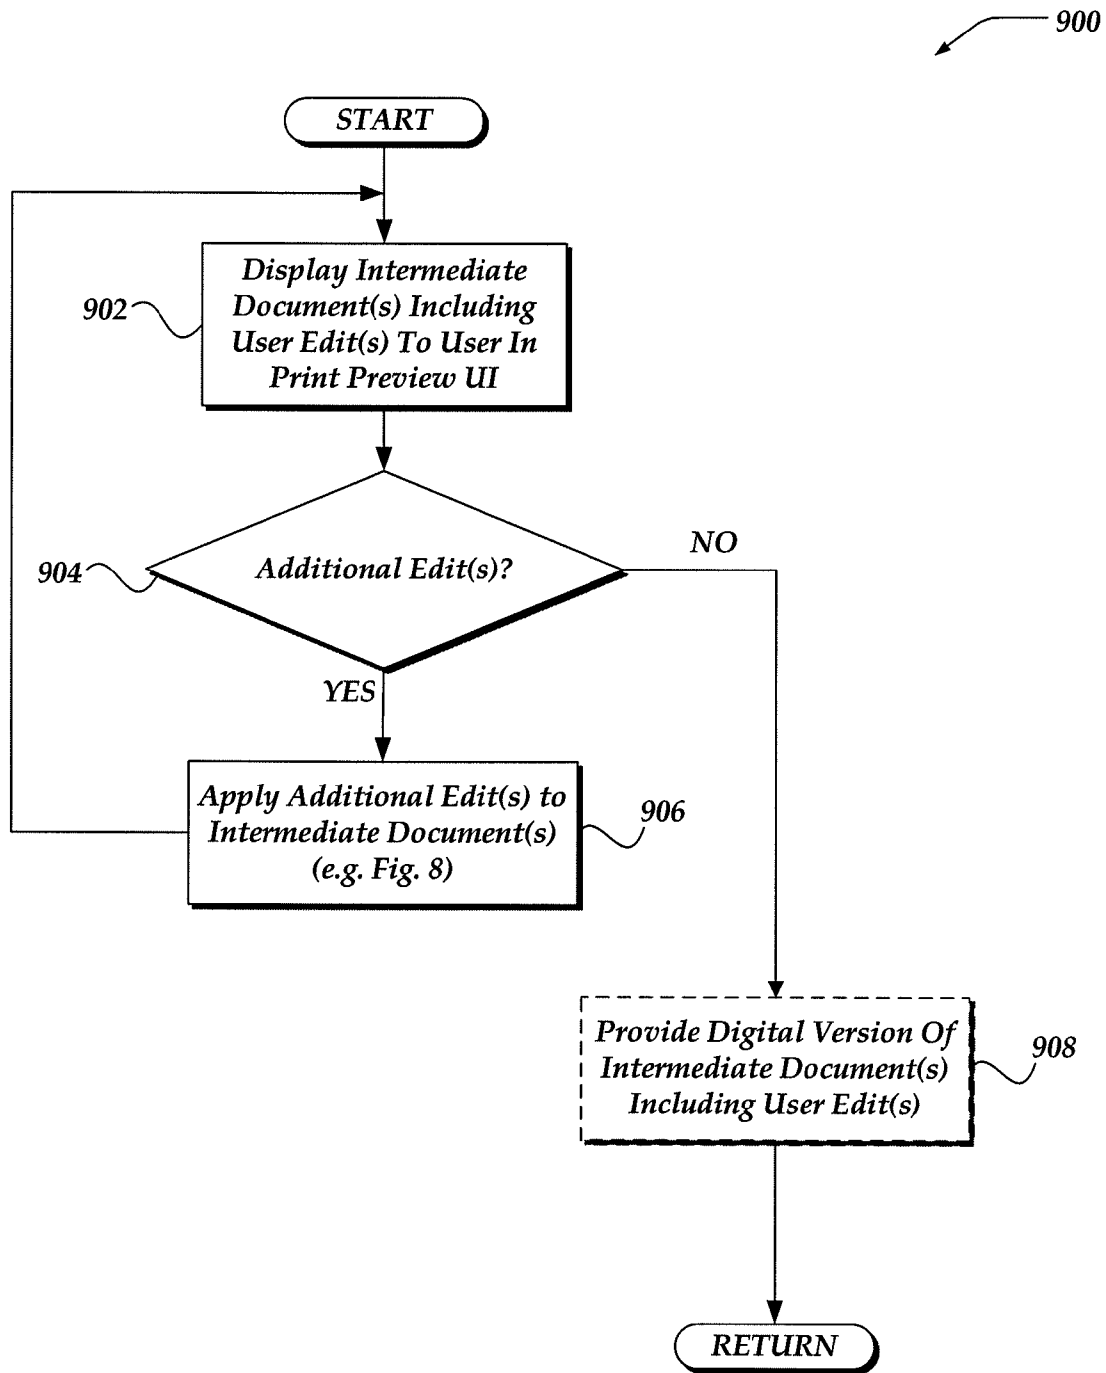 900
START
Display Intermediate
Document(s) Including
User Edit(s) To User In
Print Preview UI
902
Additional Edit(s)?
904
NO
YES
Apply Additional Edit(s) to
Intermediate Document(s)
(e.g. Fig. 8)
906
Provide Digital Version Of
Intermediate Document(s)
Including User Edit(s)
908
RETURN